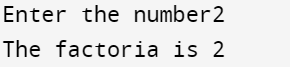 Enter the number2
The factoria is 2